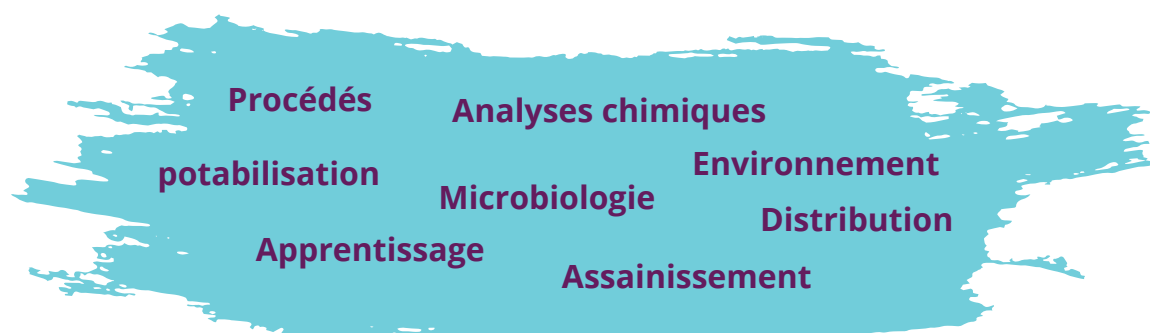 Procédés
Analyses chimiques
Environnement
potabilisation
Microbiologie
Distribution
Apprentissage
Assainissement